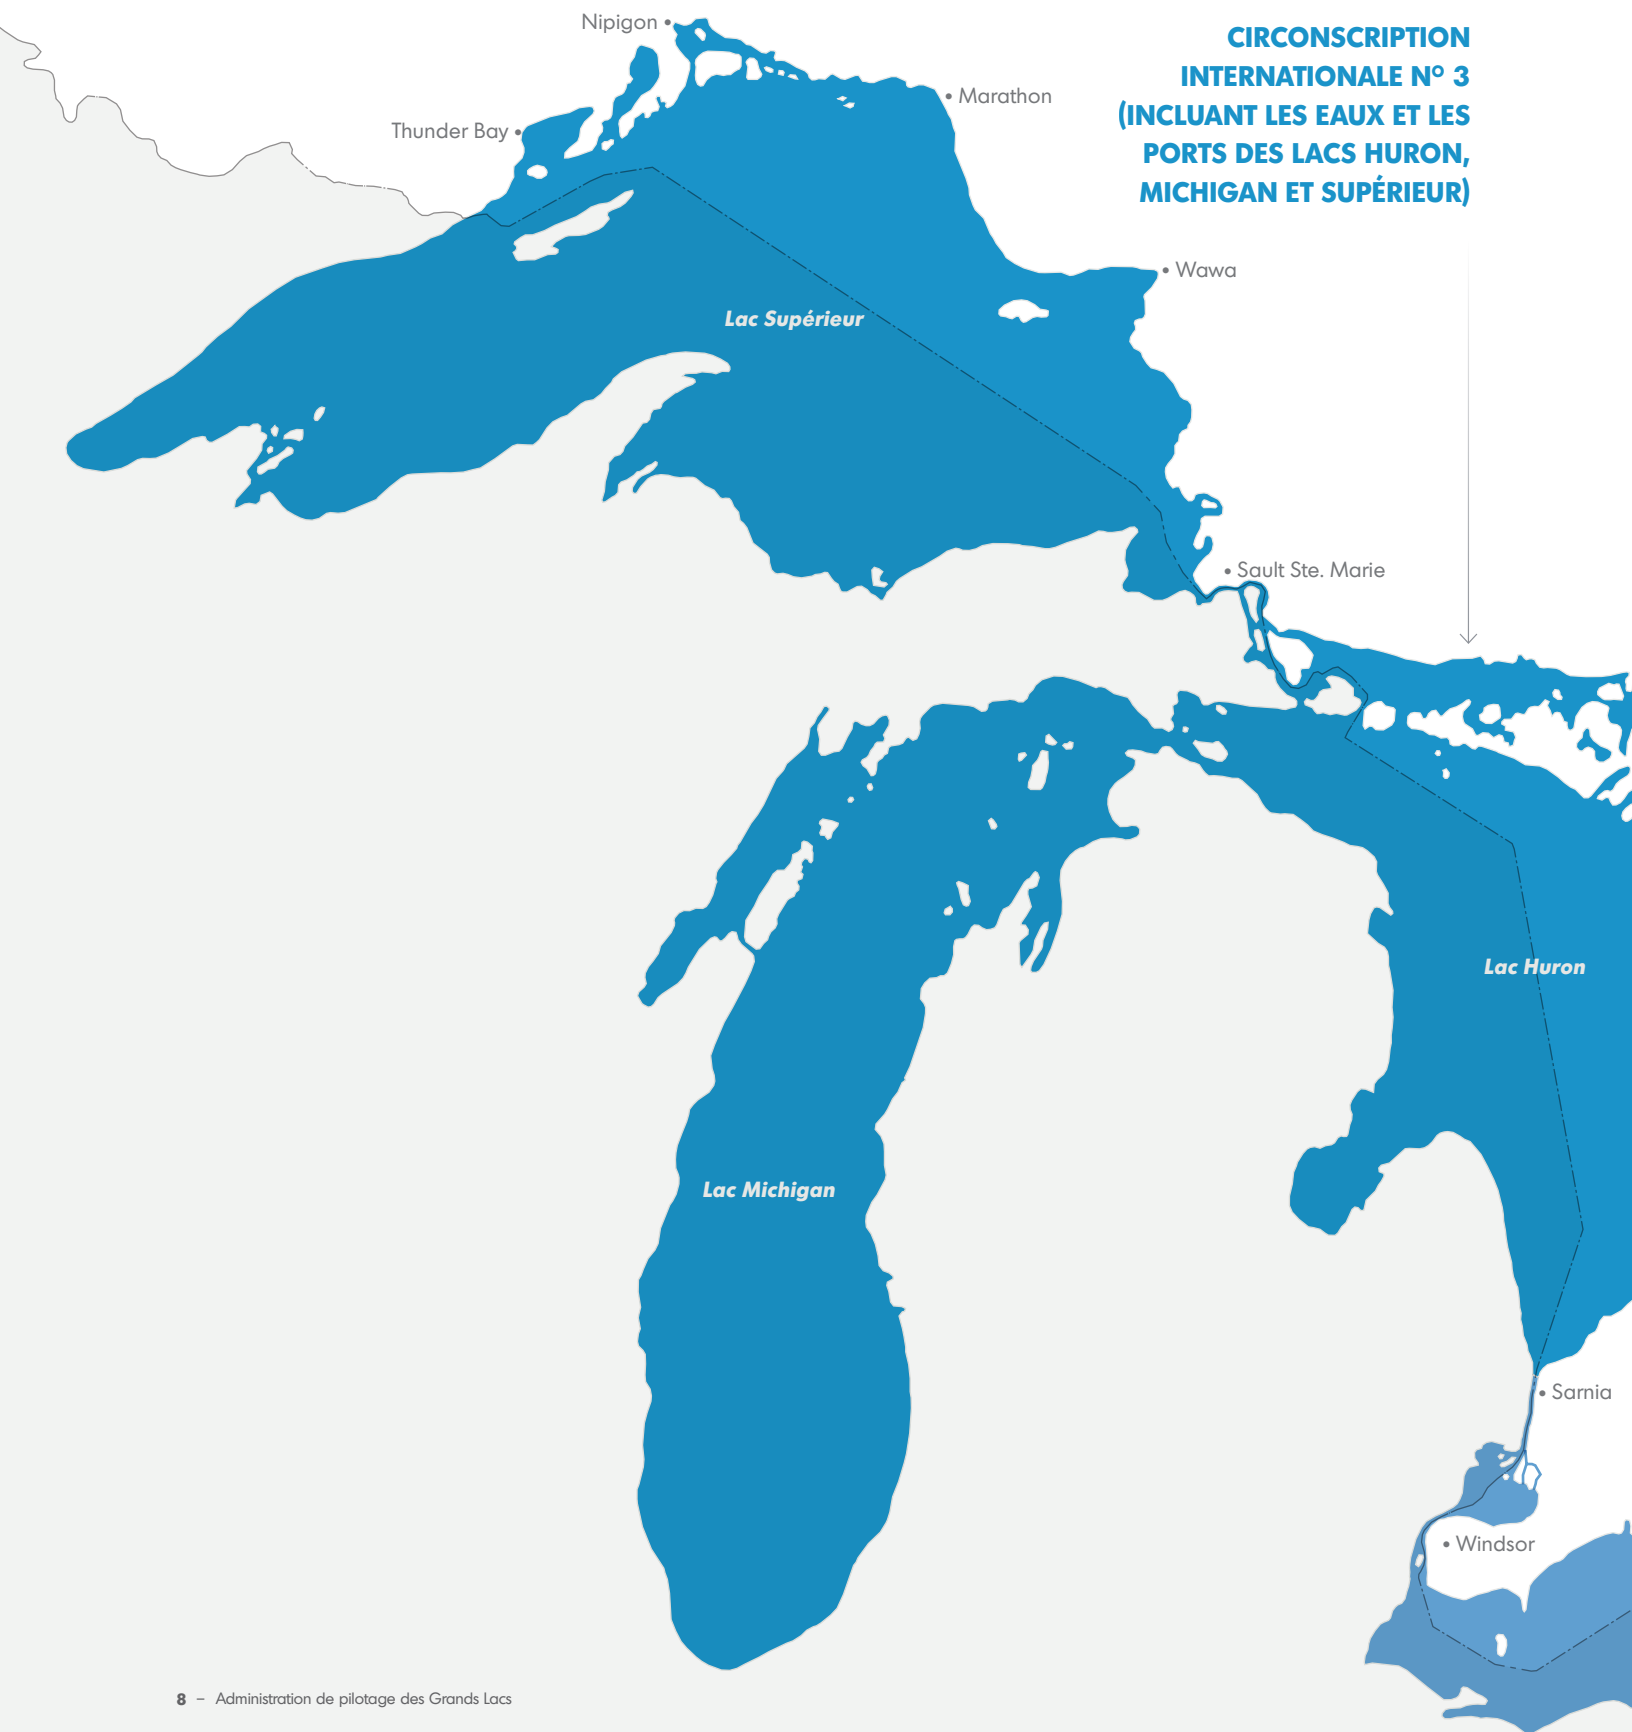 Nipigon
CIRCONSCRIPTION
INTERNATIONALE Nº 3
(INCLUANT LES EAUX ET LES
PORTS DES LACS HURON,
MICHIGAN ET SUPÉRIEUR)
Marathon
Thunder Bay
Wawa
Lac Supérieur
Sault Ste. Marie
Lac Huron
Lac Michigan
Sarnia
Windsor
8 – Administration de pilotage des Grands Lacs